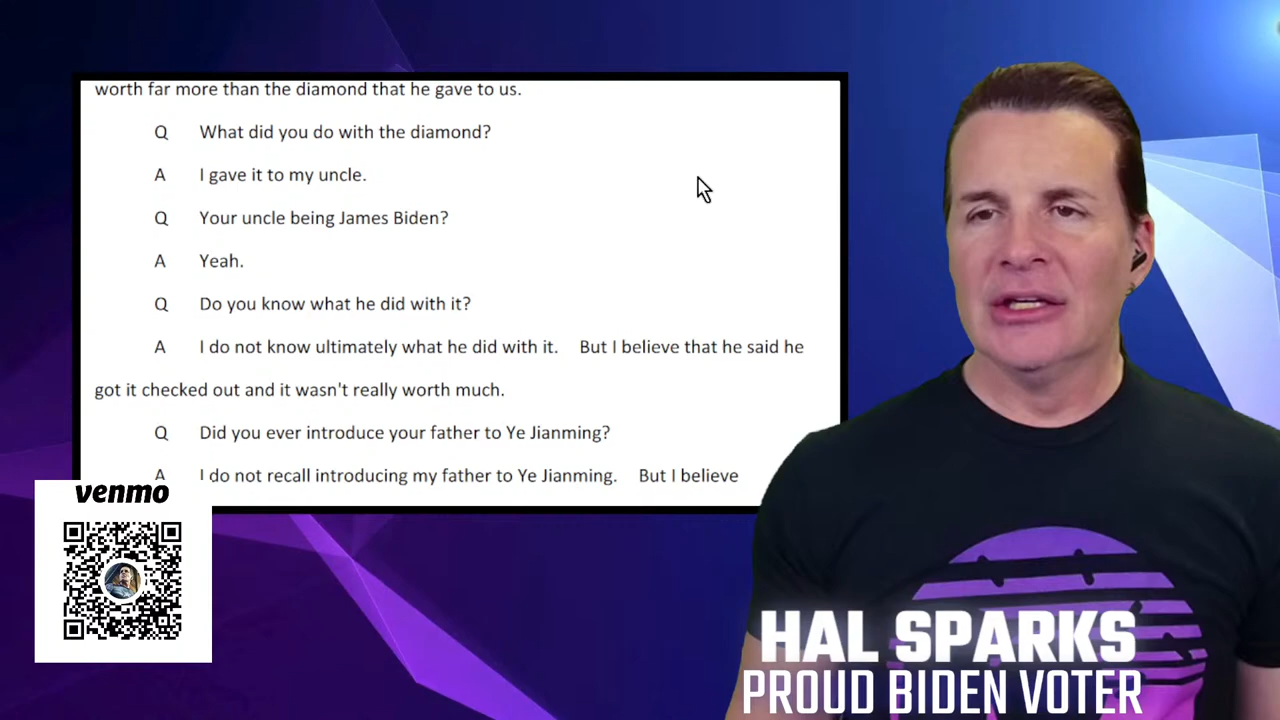 worth far more than the diamond that he gave to us.
Q What did you do with the diamond?
A I gave it to my uncle.
Q Your uncle being James Biden?
A Yeah.
Q Do you know what he did with it?
A I do not know ultimately what he did with it. But I believe that he said he
got it checked out and it wasn't really worth much.
Q Did you ever introduce your father to Ye Jianming?
A I do not recall introducing my father to Ye Jianming. But I believe
venmo
HAL SPARKS
PROUD BIDEN VOTER